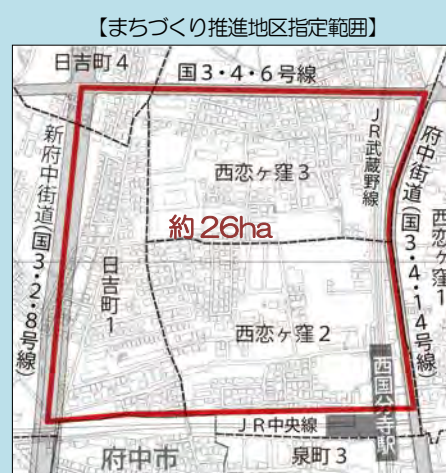 【まちづくり推進地区指定範囲】
日吉町4
国3・4・6号線
新府中街道(国3・2・8号線)
JR武蔵野線
西恋ヶ窪3
府中街道(国3・4・14号線)
西恋ヶ窪1
約26ha
日吉町1
西恋ヶ窪2
西国分寺駅
JR中央線
府中市
泉町3